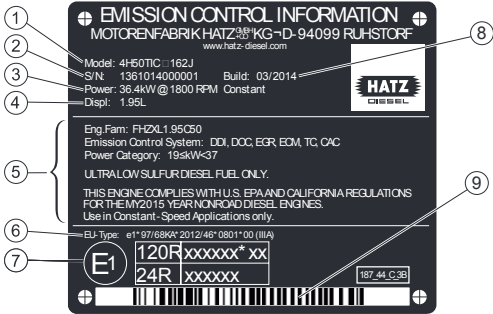 EMISSION CONTROL INFORMATION
MOTORENFABRIK HATZ GMBH+CO KG¬D-94099 RUHSTORF
www.hatz-diesel.com
1
Model: 4H50TIC□162J
2
S/N: 1361014000001 Build: 03/2014
8
3
Power: 36.4kW@1800 RPM Constant
4
Displ: 1.95L
HATZ
DIESEL
5
Eng.Fam: FHZXL1.95C50
Emission Control System: DDI, DOC, EGR, ECM, TC, CAC
Power Category: 19≤kW<37
ULTRA LOW SULFUR DIESEL FUEL ONLY.
THIS ENGINE COMPLIES WITH U.S. EPA AND CALIFORNIA REGULATIONS
FOR THE MY2015 YEAR NONROAD DIESEL ENGINES.
Use in Constant-Speed Applications only.
9
6
EU-Type: e1*97/68KA*2012/46*0801*00 (IIIA)
7
E1
120R xxxxxx*xx
24R xxxxxx
187_44_C_3B